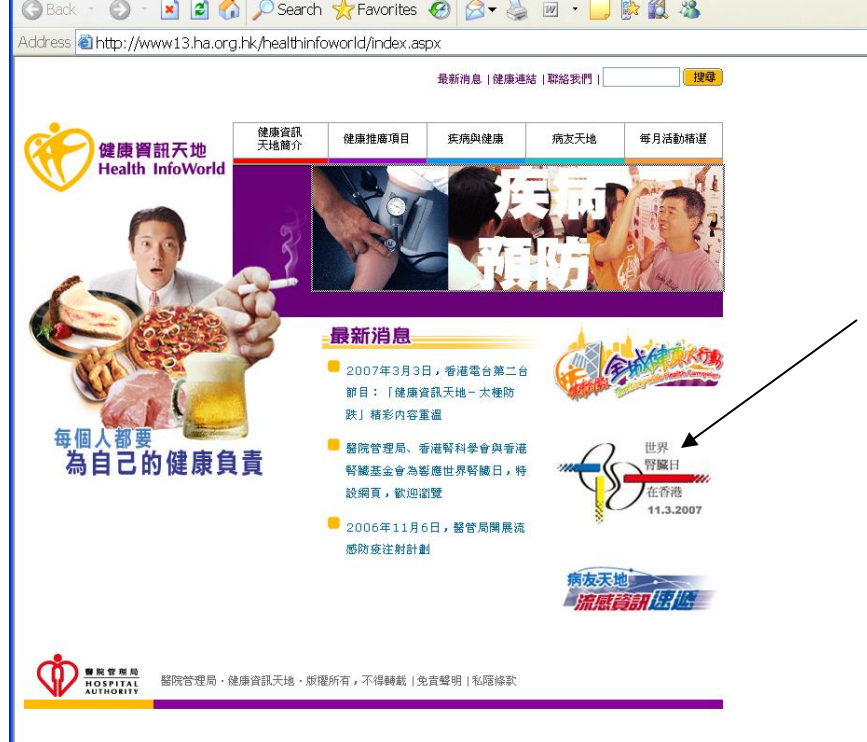 Back
Search
Favorites
Address http://www13.ha.org.hk/healthinfoworld/index.aspx
最新消息 | 健康連結 | 聯絡我們 |
搜尋
健康資訊天地
Health InfoWorld
健康資訊
天地簡介
健康推廣項目
疾病與健康
病友天地
每月活動精選
疾病
預防
每個人都要
為自己的健康負責
最新消息
2007年3月3日，香港電台第二台
節目：「健康資訊天地－太極防
跌」精彩內容重溫
醫院管理局、香港腎科學會與香港
腎臟基金會為響應世界腎臟日，特
設網頁，歡迎瀏覽
2006年11月6日，醫管局開展流
感防疫注射計劃
全城健康大行動
世界
腎臟日
在香港
11.3.2007
病友天地
流感資訊速遞
醫院管理局
HOSPITAL
AUTHORITY
醫院管理局・健康資訊天地・版權所有，不得轉載 | 免責聲明 | 私隱條款